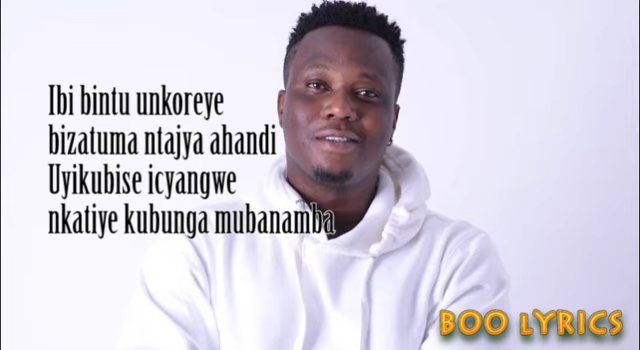 Ibi bintu unkoreye
bizatuma ntajya ahandi
Uyikubise icyangwe
nkatiye kubunga mubanamba
BOO LYRICS